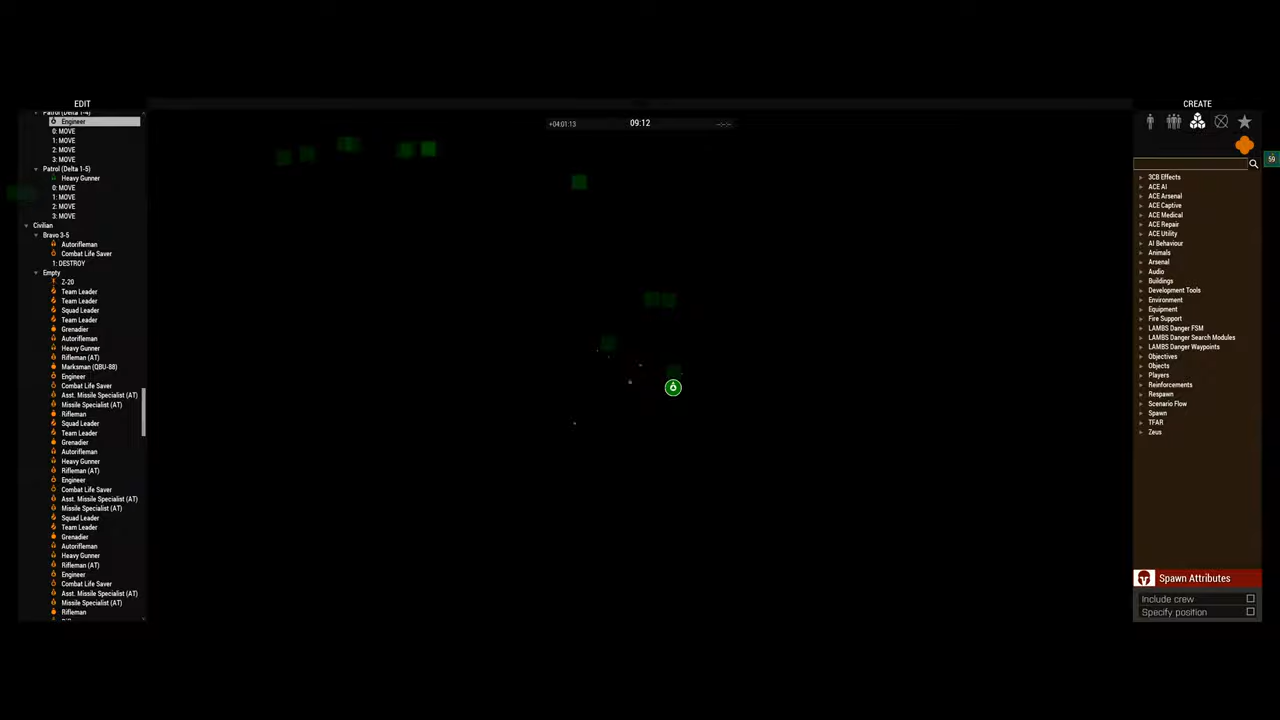 EDIT
Patrol (Delta 1-4)
Engineer
0: MOVE
1: MOVE
2: MOVE
3: MOVE
Patrol (Delta 1-5)
Heavy Gunner
0: MOVE
1: MOVE
2: MOVE
3: MOVE
Civilian
Bravo 3-5
Autorifleman
Combat Life Saver
1: DESTROY
Empty
Z-20
Team Leader
Team Leader
Squad Leader
Team Leader
Grenadier
Autorifleman
Heavy Gunner
Rifleman (AT)
Marksman (QBU-88)
Engineer
Combat Life Saver
Asst. Missile Specialist (AT)
Missile Specialist (AT)
Rifleman
Squad Leader
Team Leader
Grenadier
Autorifleman
Heavy Gunner
Rifleman (AT)
Engineer
Combat Life Saver
Asst. Missile Specialist (AT)
Missile Specialist (AT)
Squad Leader
Team Leader
Grenadier
Autorifleman
Heavy Gunner
Rifleman (AT)
Engineer
Combat Life Saver
Asst. Missile Specialist (AT)
Missile Specialist (AT)
Rifleman
+04:01:13
09:12
--:--:--
CREATE
59
3CB Effects
ACE AI
ACE Arsenal
ACE Captive
ACE Medical
ACE Repair
ACE Utility
AI Behaviour
Animals
Arsenal
Audio
Buildings
Development Tools
Environment
Equipment
Fire Support
LAMBS Danger FSM
LAMBS Danger Search Modules
LAMBS Danger Waypoints
Objectives
Objects
Players
Reinforcements
Respawn
Scenario Flow
Spawn
TFAR
Zeus
Spawn Attributes
Include crew
Specify position